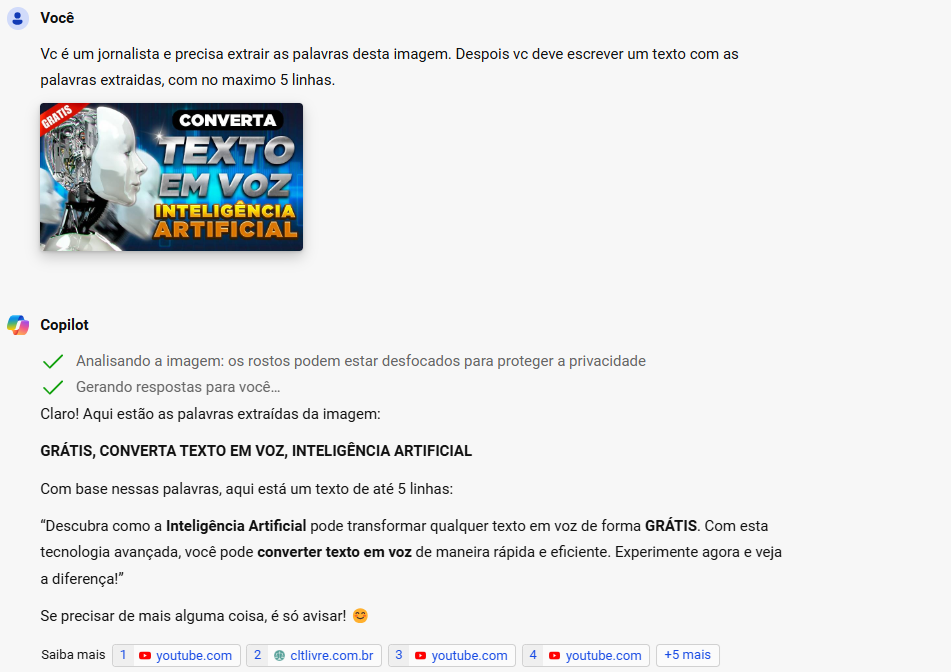 Você
Vc é um jornalista e precisa extrair as palavras desta imagem. Despois vc deve escrever um texto com as
palavras extraidas, com no maximo 5 linhas.
GRATIS
CONVERTA
TEXTO
EM VOZ
INTELIGÊNCIA
ARTIFICIAL
Copilot
Analisando a imagem: os rostos podem estar desfocados para proteger a privacidade
Gerando respostas para você...
Claro! Aqui estão as palavras extraídas da imagem:
GRÁTIS, CONVERTA TEXTO EM VOZ, INTELIGÊNCIA ARTIFICIAL
Com base nessas palavras, aqui está um texto de até 5 linhas:
“Descubra como a Inteligência Artificial pode transformar qualquer texto em voz de forma GRÁTIS. Com esta
tecnologia avançada, você pode converter texto em voz de maneira rápida e eficiente. Experimente agora e veja
a diferença!”
Se precisar de mais alguma coisa, é só avisar! 😊
Saiba mais 1 youtube.com 2 cltlivre.com.br 3 youtube.com 4 youtube.com +5 mais